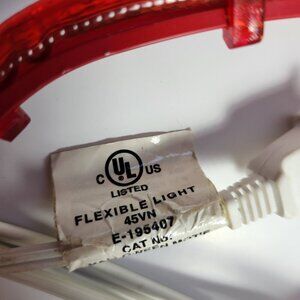 C UL US
LISTED
FLEXIBLE LIGHT
45VN
E-195407
CAT NO.